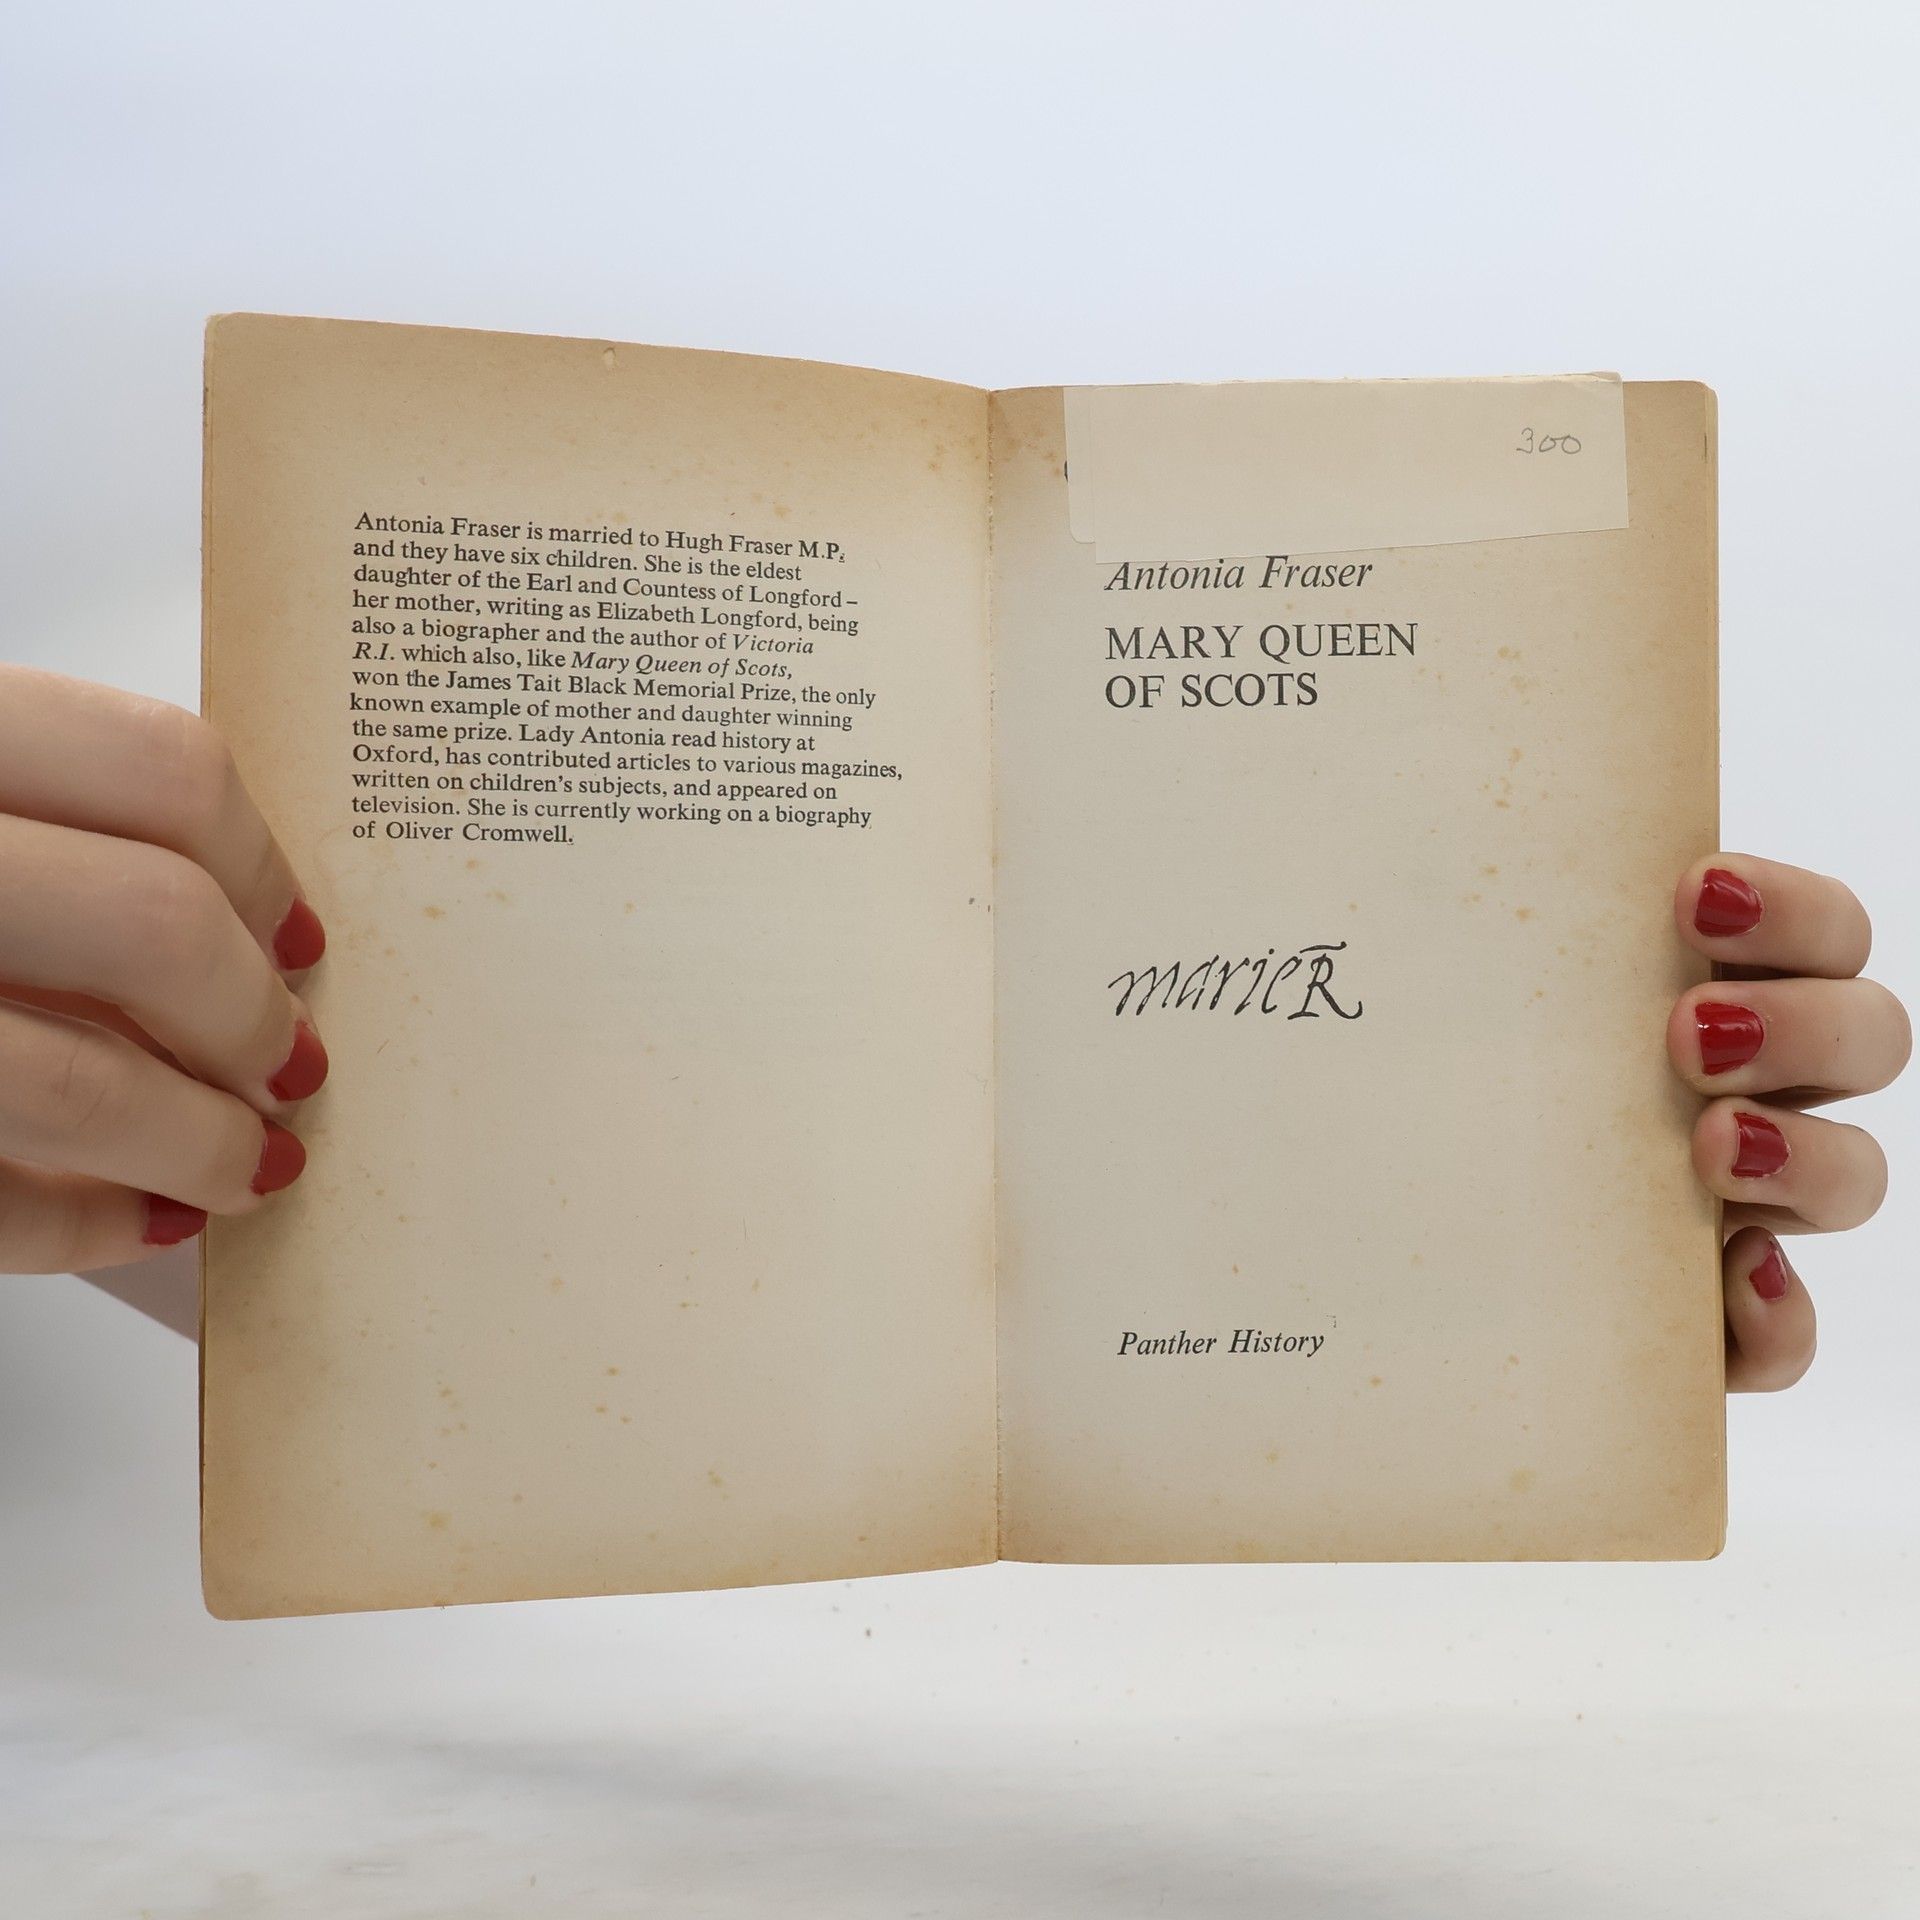 Antonia Fraser is married to Hugh Fraser M.P.
and they have six children. She is the eldest
daughter of the Earl and Countess of Longford –
her mother, writing as Elizabeth Longford, being
also a biographer and the author of Victoria
R.I. which also, like Mary Queen of Scots,
won the James Tait Black Memorial Prize, the only
known example of mother and daughter winning
the same prize. Lady Antonia read history at
Oxford, has contributed articles to various magazines,
written on children's subjects, and appeared on
television. She is currently working on a biography
of Oliver Cromwell.
300
Antonia Fraser
MARY QUEEN
OF SCOTS
marieR
Panther History